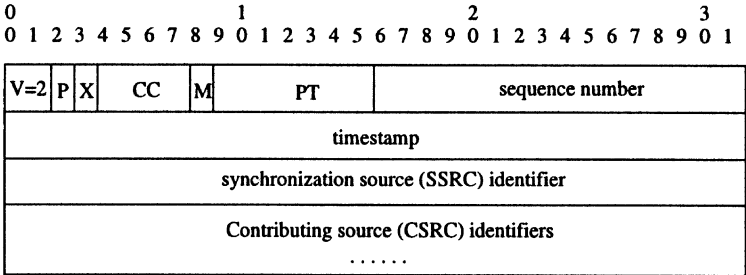 0 1 2 3
0 1 2 3 4 5 6 7 8 9 0 1 2 3 4 5 6 7 8 9 0 1 2 3 4 5 6 7 8 9 0 1
V=2 P X CC M PT sequence number
timestamp
synchronization source (SSRC) identifier
Contributing source (CSRC) identifiers
......